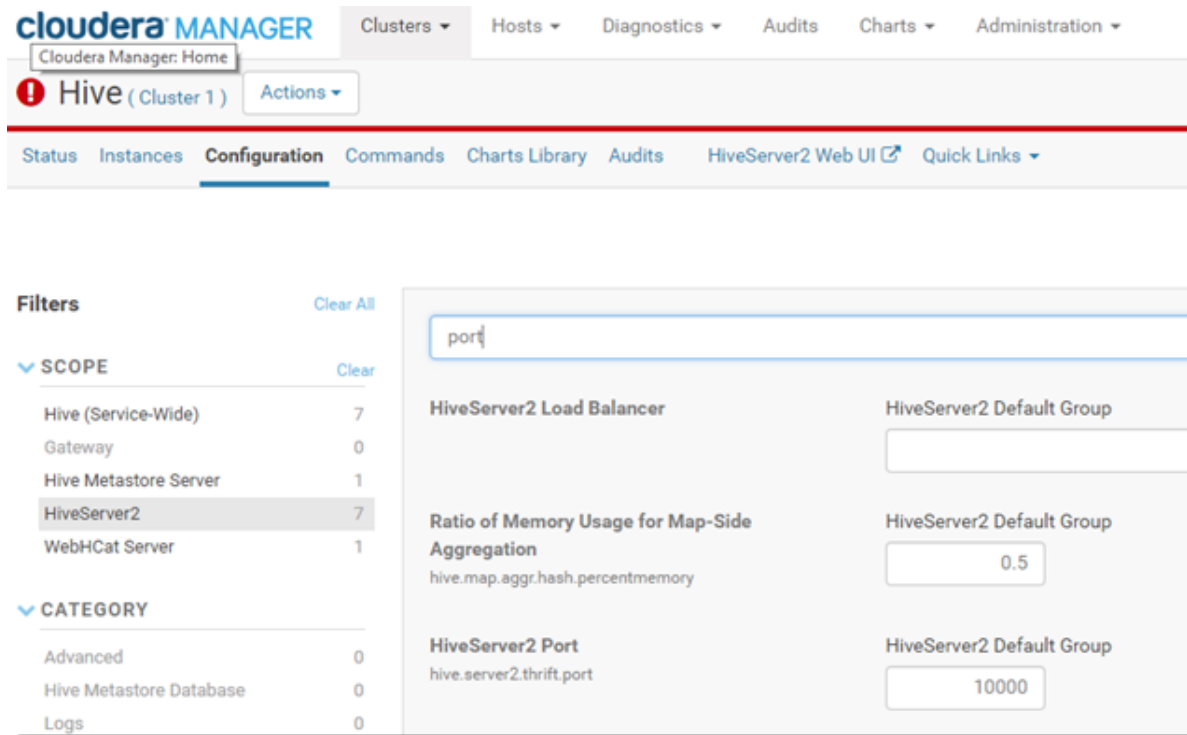 cloudera MANAGER Clusters Hosts Diagnostics Audits Charts Administration
Cloudera Manager: Home
Hive ( Cluster 1 ) Actions
Status Instances Configuration Commands Charts Library Audits HiveServer2 Web UI Quick Links
Filters Clear All
port
SCOPE Clear
Hive (Service-Wide) 7
Gateway 0
Hive Metastore Server 1
HiveServer2 7
WebHCat Server 1
CATEGORY
Advanced 0
Hive Metastore Database 0
Logs 0
HiveServer2 Load Balancer HiveServer2 Default Group
Ratio of Memory Usage for Map-Side HiveServer2 Default Group
Aggregation
0.5
hive.map.aggr.hash.percentmemory
HiveServer2 Port HiveServer2 Default Group
hive.server2.thrift.port
10000